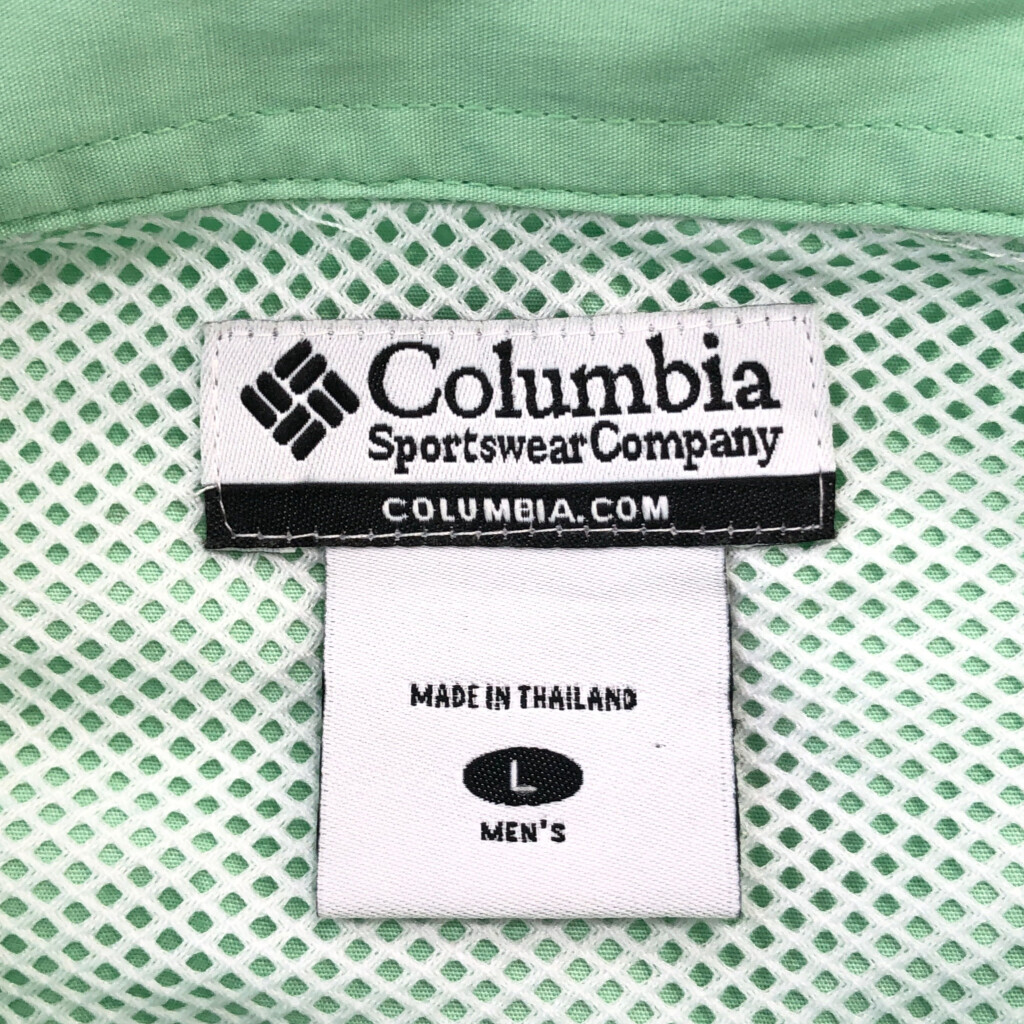 Columbia
Sportswear Company
COLUMBIA.COM
MADE IN THAILAND
L
MEN'S